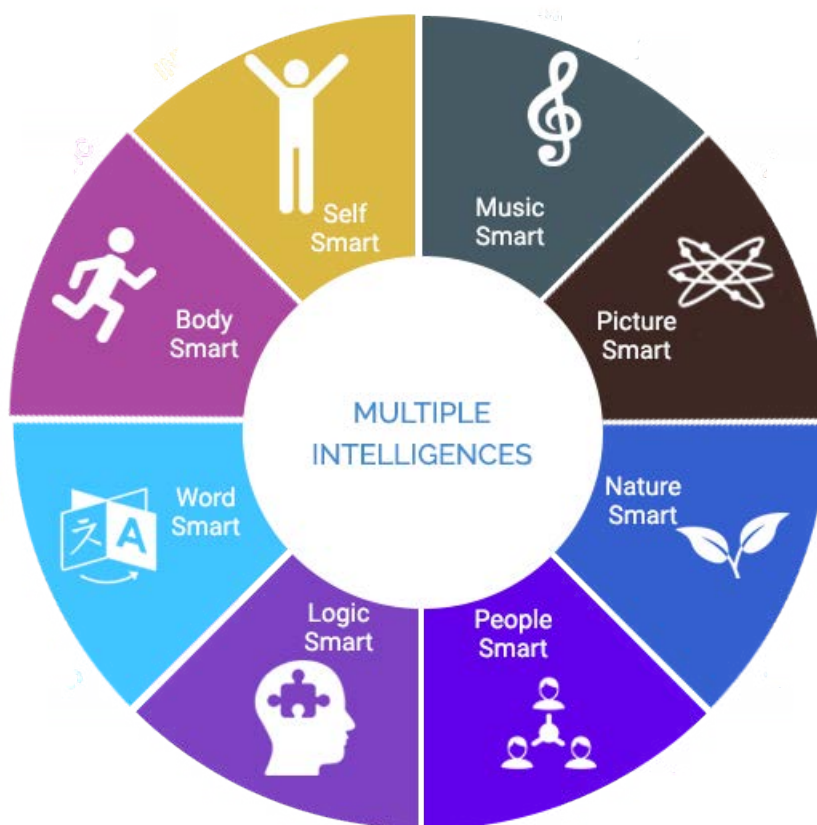 Self
Smart
Music
Smart
Body
Smart
Picture
Smart
MULTIPLE
INTELLIGENCES
Word
Smart
A
Nature
Smart
Logic
Smart
People
Smart